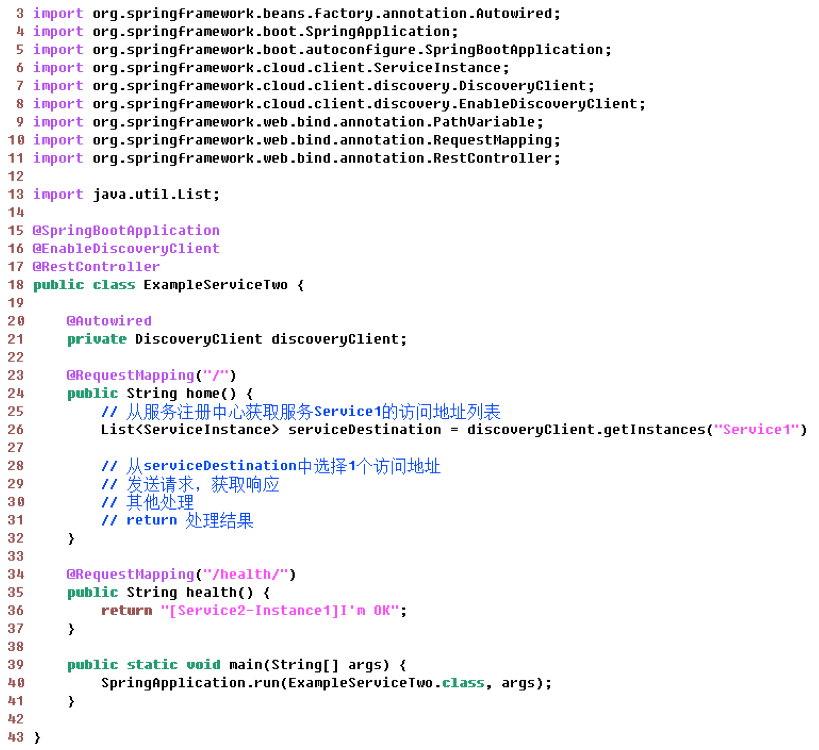 3 import org.springframework.beans.factory.annotation.Autowired;
4 import org.springframework.boot.SpringApplication;
5 import org.springframework.boot.autoconfigure.SpringBootApplication;
6 import org.springframework.cloud.client.ServiceInstance;
7 import org.springframework.cloud.client.discovery.DiscoveryClient;
8 import org.springframework.cloud.client.discovery.EnableDiscoveryClient;
9 import org.springframework.web.bind.annotation.PathVariable;
10 import org.springframework.web.bind.annotation.RequestMapping;
11 import org.springframework.web.bind.annotation.RestController;
12
13 import java.util.List;
14
15 @SpringBootApplication
16 @EnableDiscoveryClient
17 @RestController
18 public class ExampleServiceTwo {
19
20     @Autowired
21     private DiscoveryClient discoveryClient;
22
23     @RequestMapping("/")
24     public String home() {
25         // 从服务注册中心获取服务Service1的访问地址列表
26         List<ServiceInstance> serviceDestination = discoveryClient.getInstances("Service1")
27
28         // 从serviceDestination中选择1个访问地址
29         // 发送请求，获取响应
30         // 其他处理
31         // return 处理结果
32     }
33
34     @RequestMapping("/health/")
35     public String health() {
36         return "[Service2-Instance1]I'm OK";
37     }
38
39     public static void main(String[] args) {
40         SpringApplication.run(ExampleServiceTwo.class, args);
41     }
42
43 }